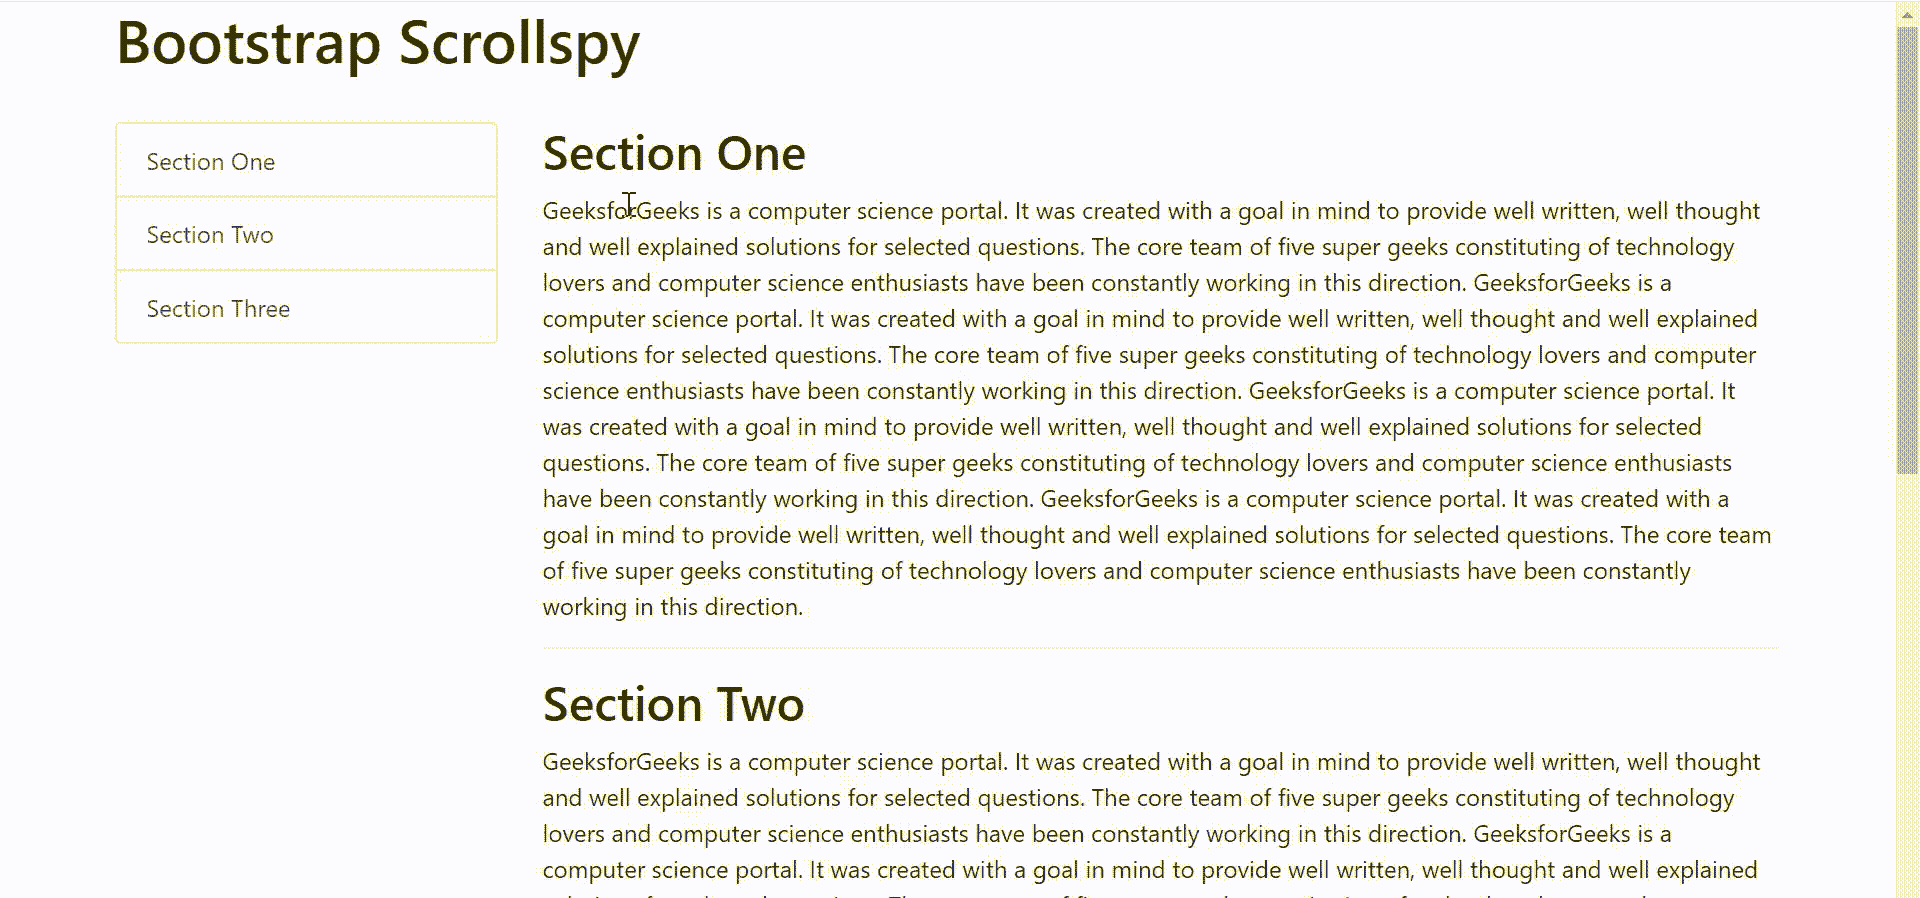 Bootstrap Scrollspy
Section One
Section Two
Section Three
Section One
GeeksforGeeks is a computer science portal. It was created with a goal in mind to provide well written, well thought
and well explained solutions for selected questions. The core team of five super geeks constituting of technology
lovers and computer science enthusiasts have been constantly working in this direction. GeeksforGeeks is a
computer science portal. It was created with a goal in mind to provide well written, well thought and well explained
solutions for selected questions. The core team of five super geeks constituting of technology lovers and computer
science enthusiasts have been constantly working in this direction. GeeksforGeeks is a computer science portal. It
was created with a goal in mind to provide well written, well thought and well explained solutions for selected
questions. The core team of five super geeks constituting of technology lovers and computer science enthusiasts
have been constantly working in this direction. GeeksforGeeks is a computer science portal. It was created with a
goal in mind to provide well written, well thought and well explained solutions for selected questions. The core team
of five super geeks constituting of technology lovers and computer science enthusiasts have been constantly
working in this direction.
Section Two
GeeksforGeeks is a computer science portal. It was created with a goal in mind to provide well written, well thought
and well explained solutions for selected questions. The core team of five super geeks constituting of technology
lovers and computer science enthusiasts have been constantly working in this direction. GeeksforGeeks is a
computer science portal. It was created with a goal in mind to provide well written, well thought and well explained